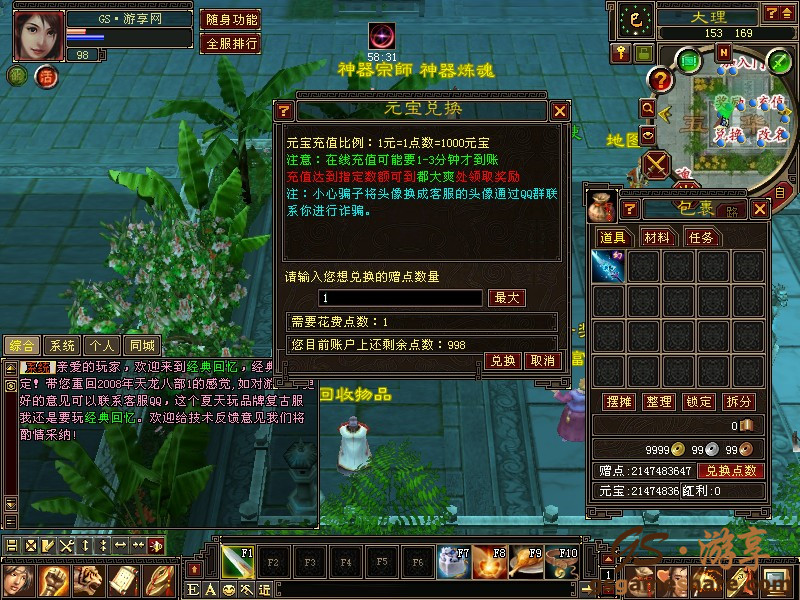 GS·游享网
98
随身功能
全服排行
活
58:31
神器宗師 神器炼魂
大理
153 169
N
兑换
改名
地图
元宝兑换
元宝充值比例：1元=1点数=1000元宝
注意：在线充值可能要1-3分钟才到账
充值达到指定数额可到都大爽处领取奖励
注：小心骗子将头像换成客服的头像通过QQ群联
系你进行诈骗。
请输入您想兑换的赠点数量
1
最大
需要花费点数：1
您目前账户上还剩余点数：998
兑换
取消
包裹
道具
材料
任务
摆摊
整理
锁定
拆分
0
9999 99 99
赠点:2147483647
兑换点数
元宝:21474836
红利:0
综合
系统
个人
同城
系统 亲爱的玩家，欢迎来到经典回忆，经典
定！带您重回2008年天龙八部1的感觉,如对游
好的意见可以联系客服QQ，这个夏天玩品牌复古服
我还是要玩经典回忆。欢迎给技术反馈意见我们将
酌情采纳！
回收物品
F1
F2
F3
F4
F5
F6
F7
F8
F9
F10
E
A
近
1
GS·游享